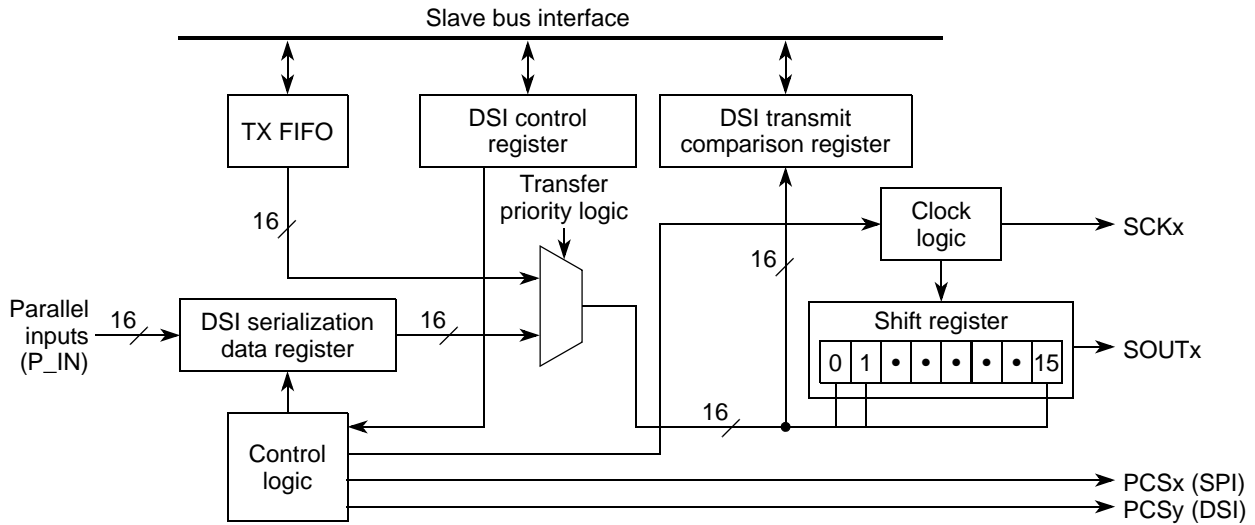 Slave bus interface
TX FIFO
DSI control
register
DSI transmit
comparison register
Transfer
priority logic
16
Clock
logic
SCKx
16
Parallel
inputs
(P_IN)
16
DSI serialization
data register
16
Shift register
0 1 • • • • • 15
SOUTx
16
Control
logic
PCSx (SPI)
PCSy (DSI)